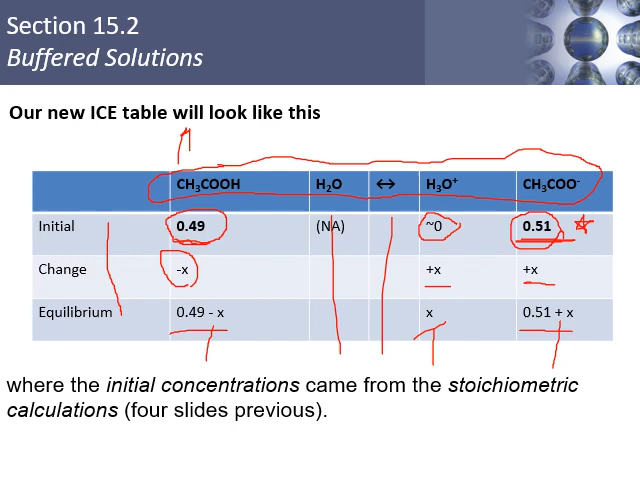 Section 15.2
Buffered Solutions
Our new ICE table will look like this
CH₃COOH H₂O ↔ H₃O⁺ CH₃COO⁻
Initial 0.49 (NA) ~0 0.51
Change -x +x +x
Equilibrium 0.49 - x x 0.51 + x
where the initial concentrations came from the stoichiometric
calculations (four slides previous).